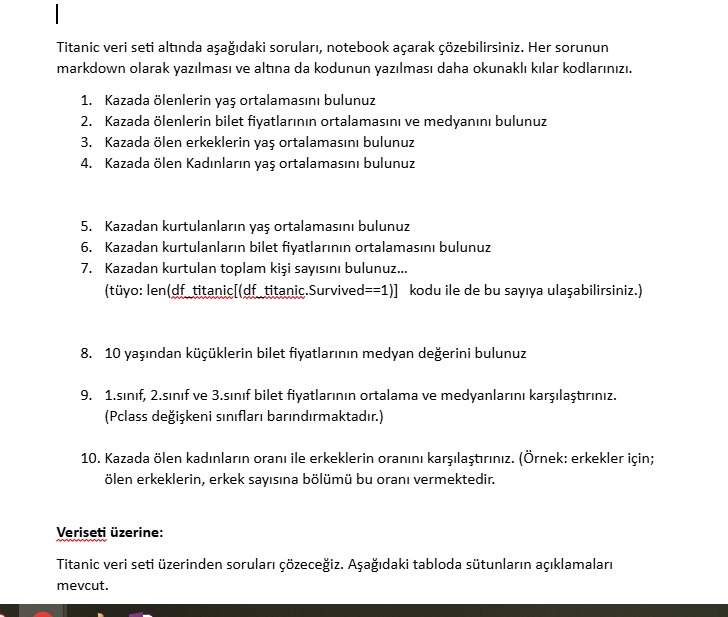 Titanic veri seti altında aşağıdaki soruları, notebook açarak çözebilirsiniz. Her sorunun
markdown olarak yazılması ve altına da kodunun yazılması daha okunaklı kılar kodlarınızı.
1. Kazada ölenlerin yaş ortalamasını bulunuz
2. Kazada ölenlerin bilet fiyatlarının ortalamasını ve medyanını bulunuz
3. Kazada ölen erkeklerin yaş ortalamasını bulunuz
4. Kazada ölen Kadınların yaş ortalamasını bulunuz
5. Kazadan kurtulanların yaş ortalamasını bulunuz
6. Kazadan kurtulanların bilet fiyatlarının ortalamasını bulunuz
7. Kazadan kurtulan toplam kişi sayısını bulunuz...
(tüyo: len(df_titanic[(df_titanic.Survived==1)] kodu ile de bu sayıya ulaşabilirsiniz.)
8. 10 yaşından küçüklerin bilet fiyatlarının medyan değerini bulunuz
9. 1.sınıf, 2.sınıf ve 3.sınıf bilet fiyatlarının ortalama ve medyanlarını karşılaştırınız.
(Pclass değişkeni sınıfları barındırmaktadır.)
10. Kazada ölen kadınların oranı ile erkeklerin oranını karşılaştırınız. (Örnek: erkekler için;
ölen erkeklerin, erkek sayısına bölümü bu oranı vermektedir.
Veriseti üzerine:
Titanic veri seti üzerinden soruları çözeceğiz. Aşağıdaki tabloda sütunların açıklamaları
mevcut.